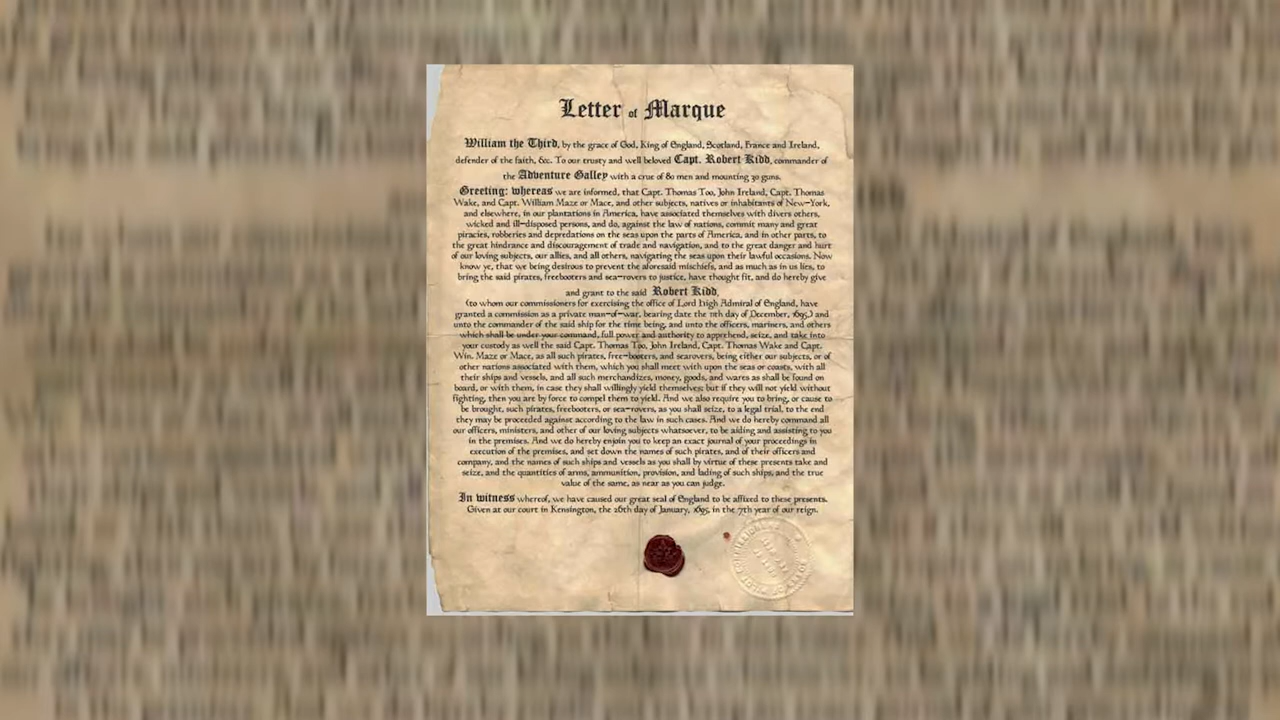 Letter of Marque
William the Third, by the grace of God, King of England, Scotland, France and Ireland,
defender of the faith, &c. To our trusty and well beloved Capt. Robert Kidd, commander of
the Adventure Galley with a crue of 80 men and mounting 30 guns.
Greeting: whereas we are informed, that Capt. Thomas Too, John Ireland, Capt. Thomas
Wake, and Capt. William Maze or Mace, and other subjects, natives or inhabitants of New-York,
and elsewhere, in our plantations in America, have associated themselves with divers others,
wicked and ill-disposed persons, and do, against the law of nations, commit many and great
piracies, robberies and depredations on the seas upon the parts of America, and in other parts, to
the great hindrance and discouragement of trade and navigation, and to the great danger and hurt
of our loving subjects, our allies, and all others, navigating the seas upon their lawful occasions. Now
know ye, that we being desirous to prevent the aforesaid mischiefs, and as much as in us lies, to
bring the said pirates, freebooters and sea-rovers to justice, have thought fit, and do hereby give
and grant to the said Robert Kidd,
(to whom our commissioners for exercising the office of Lord High Admiral of England, have
granted a commission as a private man-of-war, bearing date the 11th day of December, 1695,) and
unto the commander of the said ship for the time being, and unto the officers, mariners, and others
which shall be under your command, full power and authority to apprehend, seize, and take into
your custody as well the said Capt. Thomas Too, John Ireland, Capt. Thomas Wake and Capt.
Wm. Maze or Mace, as all such pirates, free-booters, and searovers, being either our subjects, or of
other nations associated with them, which you shall meet with upon the seas or coasts, with all
their ships and vessels, and all such merchandizes, money, goods, and wares as shall be found on
board, or with them, in case they shall willingly yield themselves; but if they will not yield without
fighting, then you are by force to compel them to yield. And we also require you to bring, or cause to
be brought, such pirates, freebooters, or sea-rovers, as you shall seize, to a legal trial, to the end
they may be proceeded against according to the law in such cases. And we do hereby command all
our officers, ministers, and other of our loving subjects whatsoever, to be aiding and assisting to you
in the premises. And we do hereby enjoin you to keep an exact journal of your proceedings in
execution of the premises, and set down the names of such pirates, and of their officers and
company, and the names of such ships and vessels as you shall by virtue of these presents take and
seize, and the quantities of arms, ammunition, provision, and lading of such ships, and the true
value of the same, as near as you can judge.
In witness whereof, we have caused our great seal of England to be affixed to these presents.
Given at our court in Kensington, the 26th day of January, 1695, in the 7th year of our reign.